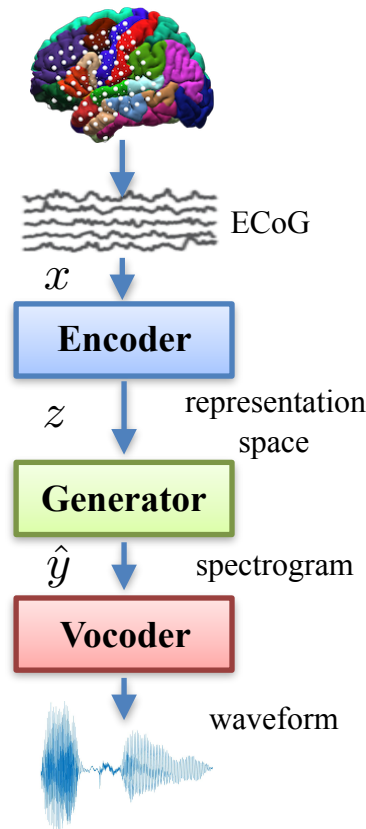 ECoG
x
Encoder
z
representation
space
Generator
ŷ
spectrogram
Vocoder
waveform